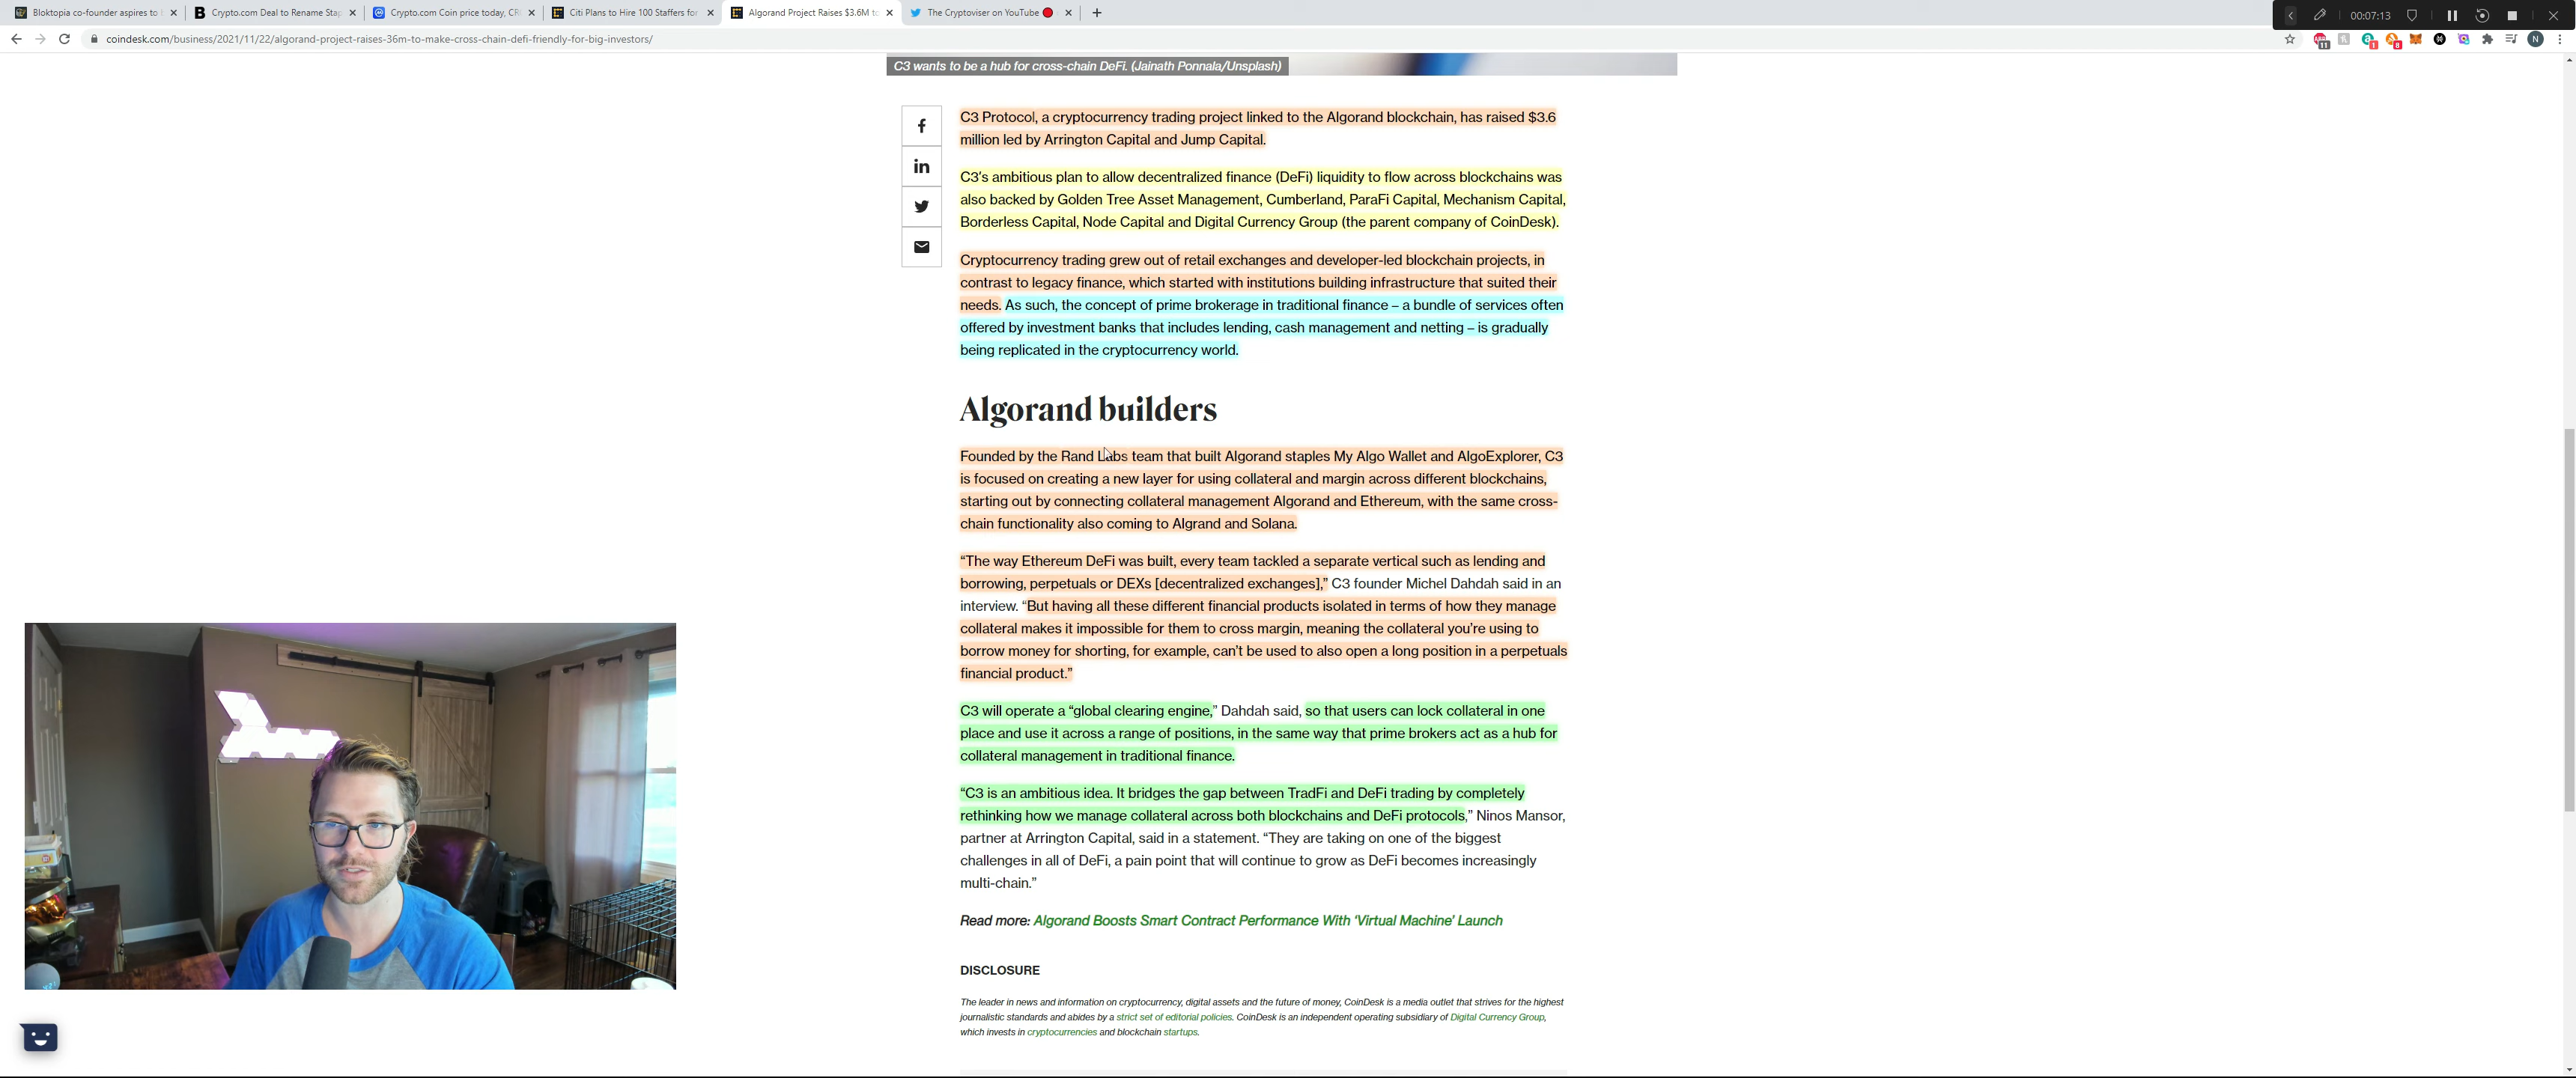 Bloktopia co-founder aspires to
Crypto.com Deal to Rename Stap
Crypto.com Coin price today, CR
Citi Plans to Hire 100 Staffers for
Algorand Project Raises $3.6M to
The Cryptoviser on YouTube
00:07:13
coindesk.com/business/2021/11/22/algorand-project-raises-36m-to-make-cross-chain-defi-friendly-for-big-investors/
11
1
8
N
C3 wants to be a hub for cross-chain DeFi. (Jainath Ponnala/Unsplash)
C3 Protocol, a cryptocurrency trading project linked to the Algorand blockchain, has raised $3.6
million led by Arrington Capital and Jump Capital.
C3's ambitious plan to allow decentralized finance (DeFi) liquidity to flow across blockchains was
also backed by Golden Tree Asset Management, Cumberland, ParaFi Capital, Mechanism Capital,
Borderless Capital, Node Capital and Digital Currency Group (the parent company of CoinDesk).
Cryptocurrency trading grew out of retail exchanges and developer-led blockchain projects, in
contrast to legacy finance, which started with institutions building infrastructure that suited their
needs. As such, the concept of prime brokerage in traditional finance – a bundle of services often
offered by investment banks that includes lending, cash management and netting – is gradually
being replicated in the cryptocurrency world.
Algorand builders
Founded by the Rand Labs team that built Algorand staples My Algo Wallet and AlgoExplorer, C3
is focused on creating a new layer for using collateral and margin across different blockchains,
starting out by connecting collateral management Algorand and Ethereum, with the same cross-
chain functionality also coming to Algrand and Solana.
“The way Ethereum DeFi was built, every team tackled a separate vertical such as lending and
borrowing, perpetuals or DEXs [decentralized exchanges],” C3 founder Michel Dahdah said in an
interview. “But having all these different financial products isolated in terms of how they manage
collateral makes it impossible for them to cross margin, meaning the collateral you’re using to
borrow money for shorting, for example, can’t be used to also open a long position in a perpetuals
financial product.”
C3 will operate a “global clearing engine,” Dahdah said, so that users can lock collateral in one
place and use it across a range of positions, in the same way that prime brokers act as a hub for
collateral management in traditional finance.
“C3 is an ambitious idea. It bridges the gap between TradFi and DeFi trading by completely
rethinking how we manage collateral across both blockchains and DeFi protocols,” Ninos Mansor,
partner at Arrington Capital, said in a statement. “They are taking on one of the biggest
challenges in all of DeFi, a pain point that will continue to grow as DeFi becomes increasingly
multi-chain.”
Read more: Algorand Boosts Smart Contract Performance With ‘Virtual Machine’ Launch
DISCLOSURE
The leader in news and information on cryptocurrency, digital assets and the future of money, CoinDesk is a media outlet that strives for the highest
journalistic standards and abides by a strict set of editorial policies. CoinDesk is an independent operating subsidiary of Digital Currency Group,
which invests in cryptocurrencies and blockchain startups.